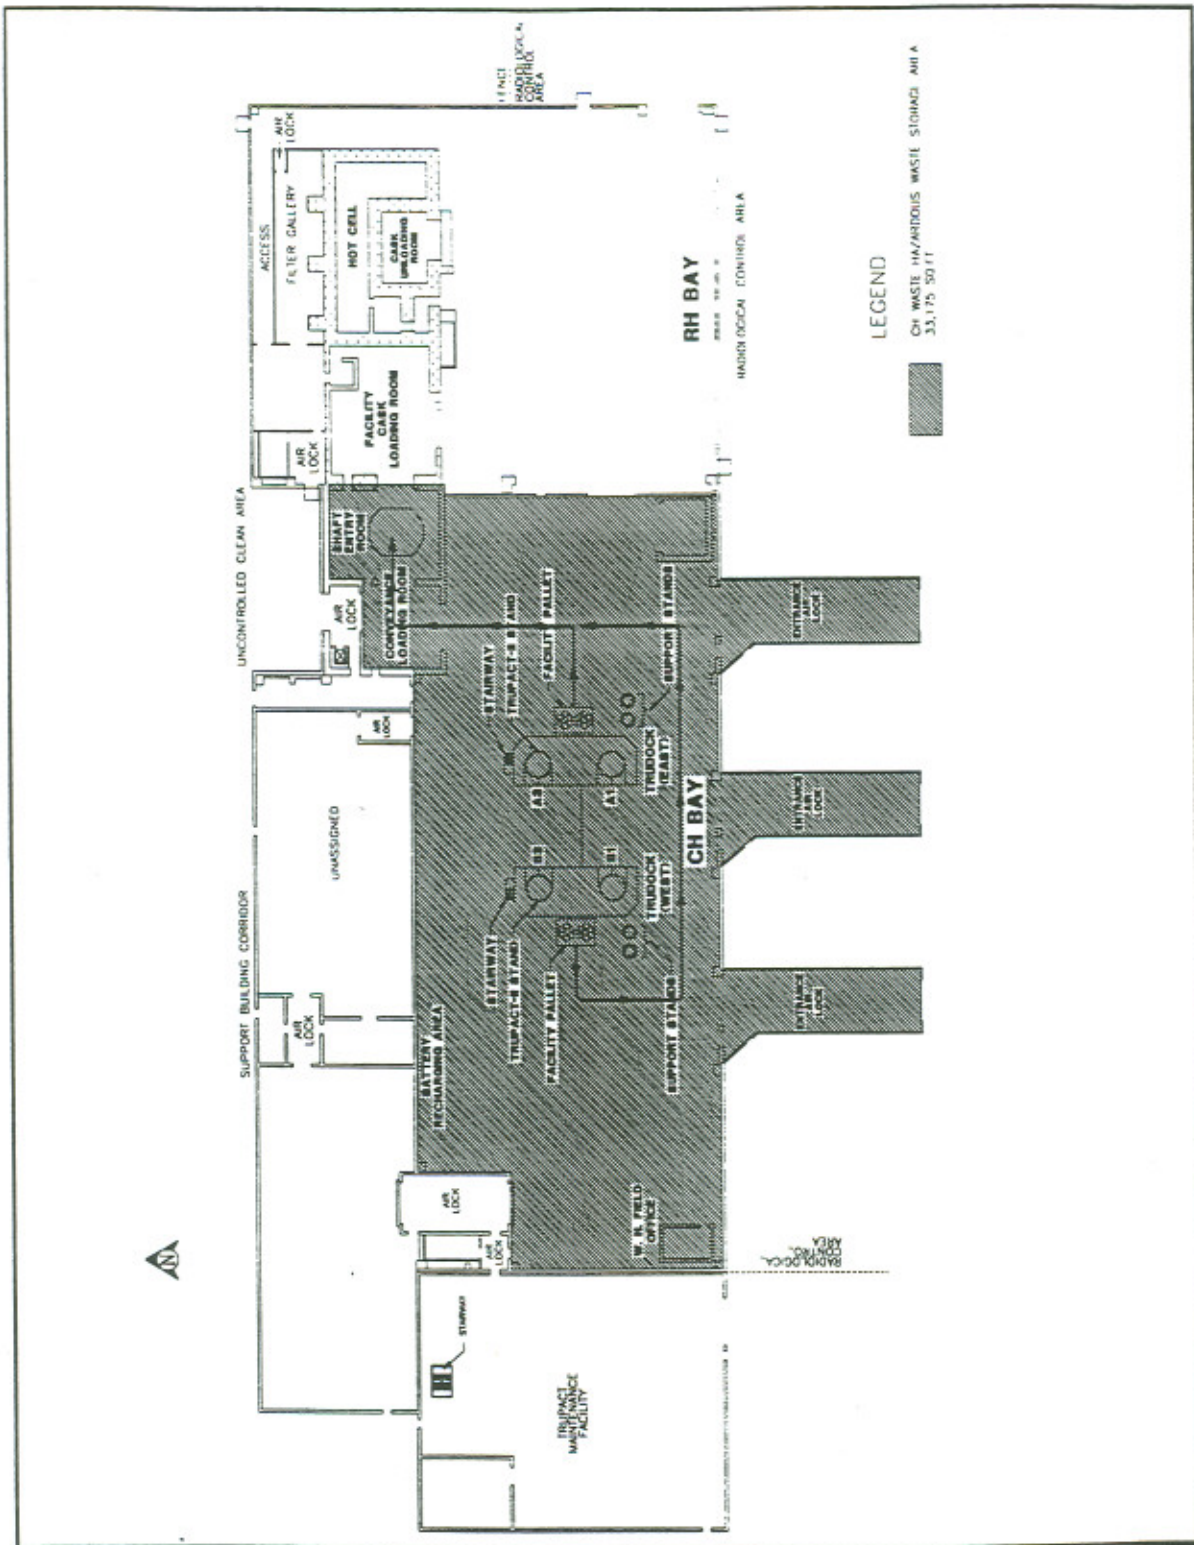 N
SUPPORT BUILDING CORRIDOR
UNCONTROLLED CLEAN AREA
FENCE
RADIOLOGICAL
CONTROL
AREA
ACCESS
AIR
LOCK
FILTER GALLERY
HOT CELL
CASK
UNLOADING
ROOM
FACILITY
CASK
LOADING ROOM
AIR
LOCK
SHAFT
ENTRY
ROOM
AIR
LOCK
CONVEYANCE
LOADING ROOM
AIR
LOCK
UNASSIGNED
AIR
LOCK
BATTERY
RECHARGING AREA
AIR
LOCK
AIR
LOCK
STAIRWAY
TRUPACT
MAINTENANCE
FACILITY
W. H. FIELD
OFFICE
RADIOLOGICA
CONTRO
AREA
STAIRWAY
TRUPACT-II STAND
FACILITY PALLET
SUPPORT STANDS
TRUDOCK
(WEST)
TRUDOCK
(EAST)
A1
STAIRWAY
TRUPACT-II STAND
FACILIT PALLET
SUPPORT STANDS
CH BAY
ENTRANCE
AIR
LOCK
ENTRANCE
AIR
LOCK
ENTRANCE
AIR
LOCK
RH BAY
RADIOLOGICAL CONTROL AREA
LEGEND
CH WASTE HAZARDOUS WASTE STORAGE AREA
33,175 SQ FT